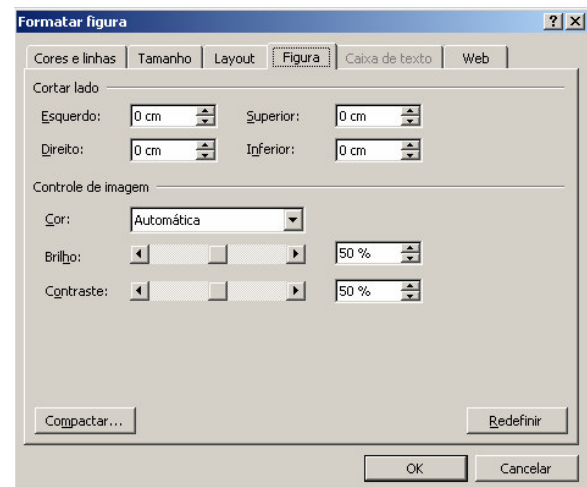 Formatar figura
Cores e linhas Tamanho Layout Figura Caixa de texto Web
Cortar lado
Esquerdo: 0 cm Superior: 0 cm
Direito: 0 cm Inferior: 0 cm
Controle de imagem
Cor: Automática
Brilho: 50 %
Contraste: 50 %
Compactar... Redefinir
OK Cancelar